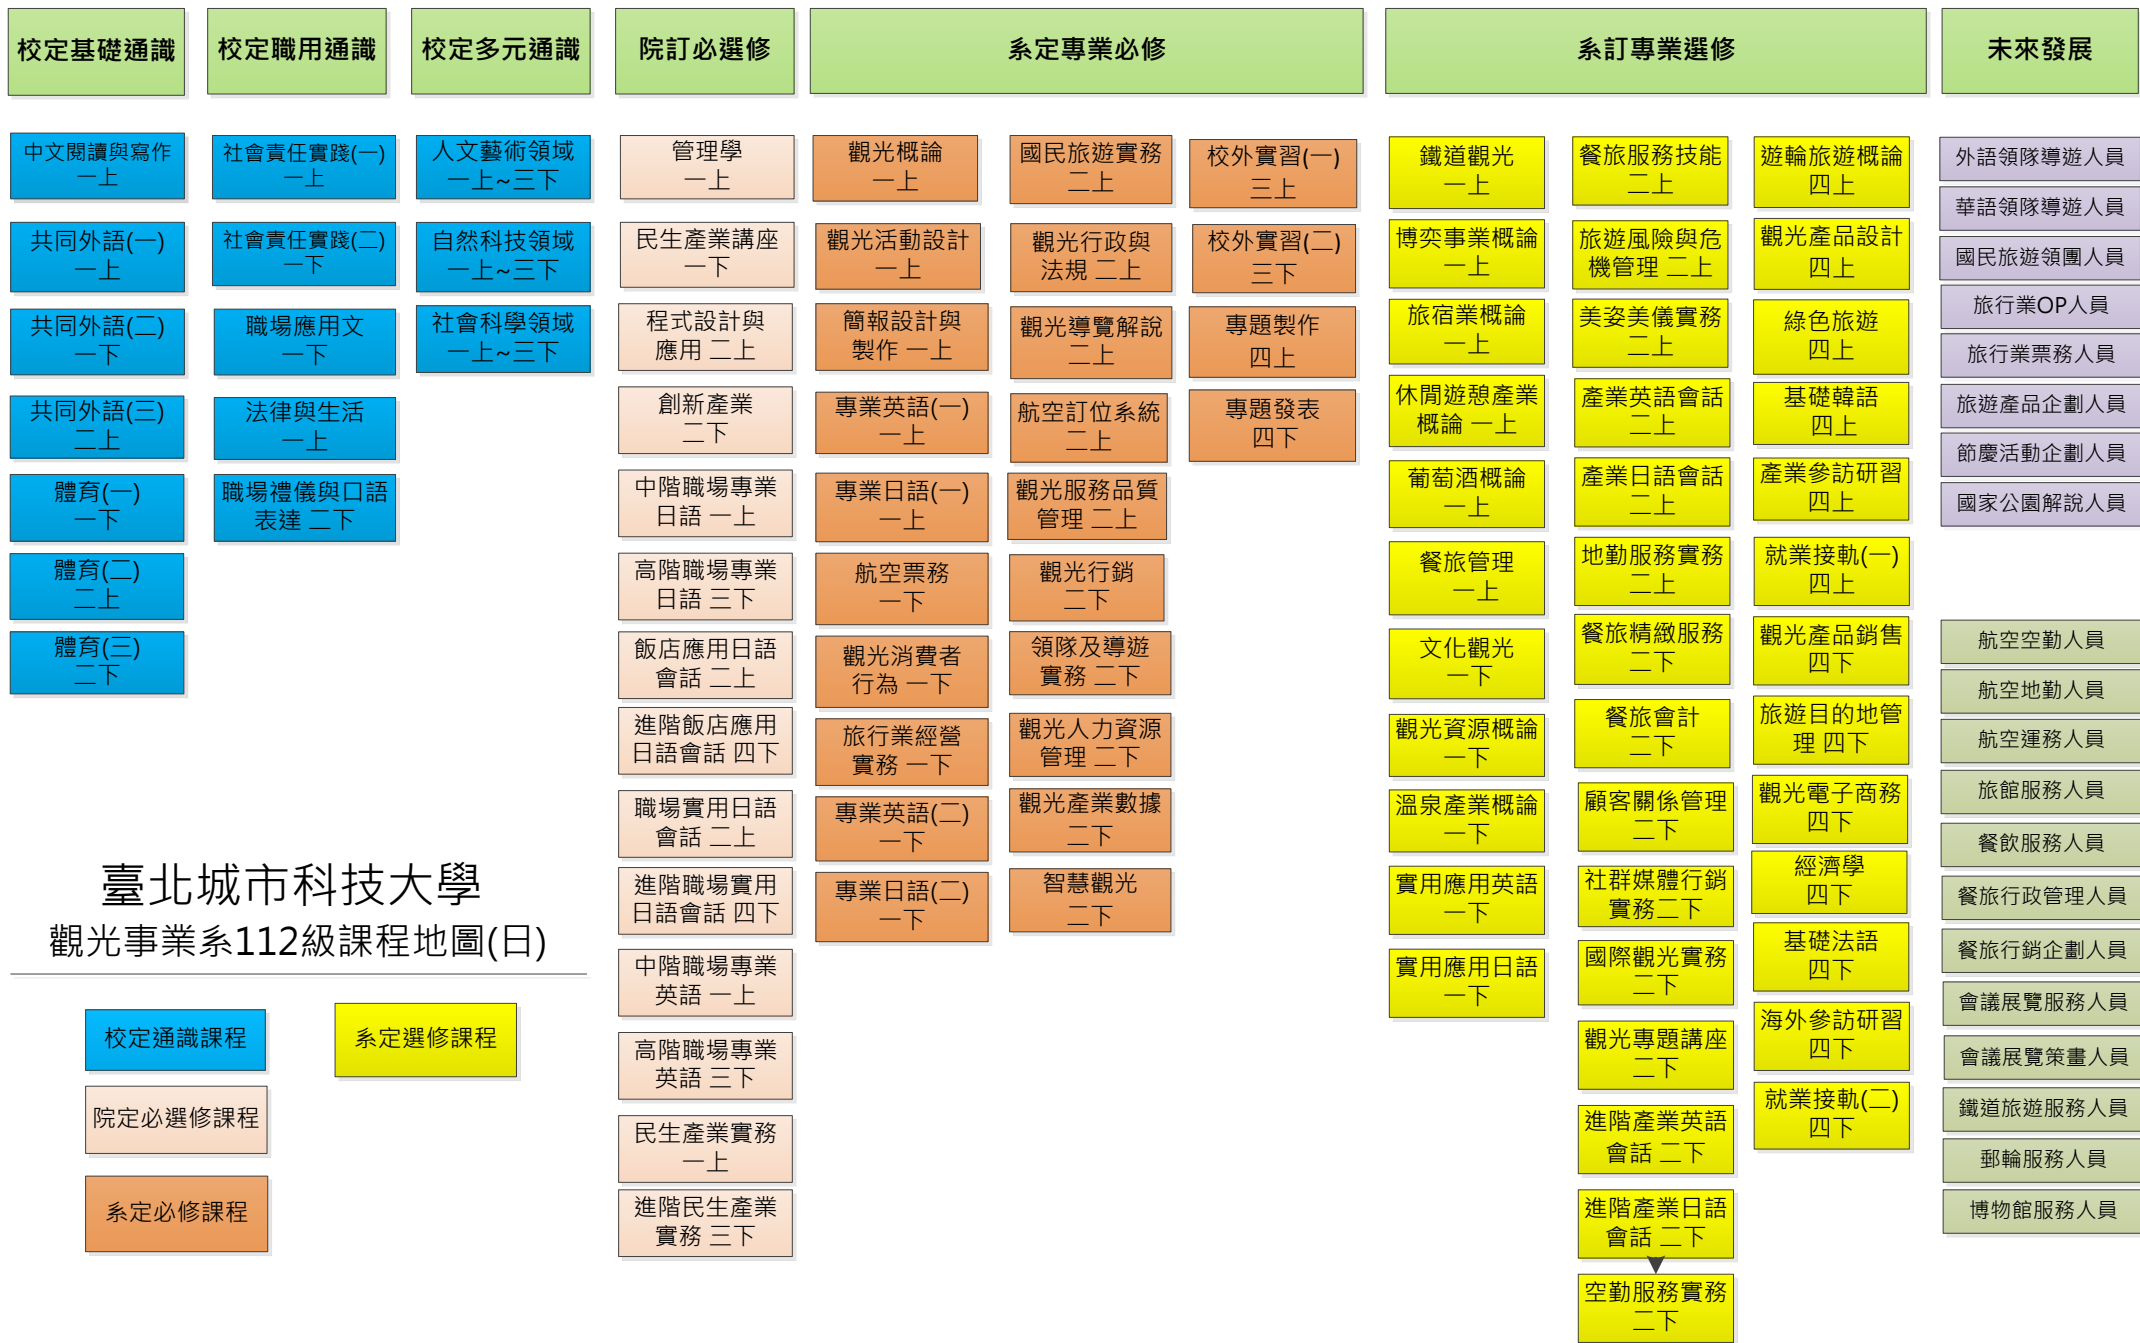 校定基礎通識
校定職用通識
校定多元通識
院訂必選修
系定專業必修
系訂專業選修
未來發展
中文閱讀與寫作
一上
共同外語(一)
一上
共同外語(二)
一下
共同外語(三)
二上
體育(一)
一下
體育(二)
二上
體育(三)
二下
社會責任實踐(一)
一上
社會責任實踐(二)
一下
職場應用文
一下
法律與生活
一上
職場禮儀與口語
表達 二下
人文藝術領域
一上~三下
自然科技領域
一上~三下
社會科學領域
一上~三下
管理學
一上
民生產業講座
一下
程式設計與
應用 二上
創新產業
二下
中階職場專業
日語 一上
高階職場專業
日語 三下
飯店應用日語
會話 二上
進階飯店應用
日語會話 四下
職場實用日語
會話 二上
進階職場實用
日語會話 四下
中階職場專業
英語 一上
高階職場專業
英語 三下
民生產業實務
一上
進階民生產業
實務 三下
觀光概論
一上
觀光活動設計
一上
簡報設計與
製作 一上
專業英語(一)
一上
專業日語(一)
一上
航空票務
一下
觀光消費者
行為 一下
旅行業經營
實務 一下
專業英語(二)
一下
專業日語(二)
一下
國民旅遊實務
二上
觀光行政與
法規 二上
觀光導覽解說
二上
航空訂位系統
二上
觀光服務品質
管理 二上
觀光行銷
二下
領隊及導遊
實務 二下
觀光人力資源
管理 二下
觀光產業數據
二下
智慧觀光
二下
校外實習(一)
三上
校外實習(二)
三下
專題製作
四上
專題發表
四下
鐵道觀光
一上
博奕事業概論
一上
旅宿業概論
一上
休閒遊憩產業
概論 一上
葡萄酒概論
一上
餐旅管理
一上
文化觀光
一下
觀光資源概論
一下
溫泉產業概論
一下
實用應用英語
一下
實用應用日語
一下
餐旅服務技能
二上
旅遊風險與危
機管理 二上
美姿美儀實務
二上
產業英語會話
二上
產業日語會話
二上
地勤服務實務
二上
餐旅精緻服務
二下
餐旅會計
二下
顧客關係管理
二下
社群媒體行銷
實務二下
國際觀光實務
二下
觀光專題講座
二下
進階產業英語
會話 二下
進階產業日語
會話 二下
空勤服務實務
二下
遊輪旅遊概論
四上
觀光產品設計
四上
綠色旅遊
四上
基礎韓語
四上
產業參訪研習
四上
就業接軌(一)
四上
觀光產品銷售
四下
旅遊目的地管
理 四下
觀光電子商務
四下
經濟學
四下
基礎法語
四下
海外參訪研習
四下
就業接軌(二)
四下
外語領隊導遊人員
華語領隊導遊人員
國民旅遊領團人員
旅行業OP人員
旅行業票務人員
旅遊產品企劃人員
節慶活動企劃人員
國家公園解說人員
航空空勤人員
航空地勤人員
航空運務人員
旅館服務人員
餐飲服務人員
餐旅行政管理人員
餐旅行銷企劃人員
會議展覽服務人員
會議展覽策畫人員
鐵道旅遊服務人員
郵輪服務人員
博物館服務人員
臺北城市科技大學
觀光事業系112級課程地圖(日)
校定通識課程
系定選修課程
院定必選修課程
系定必修課程